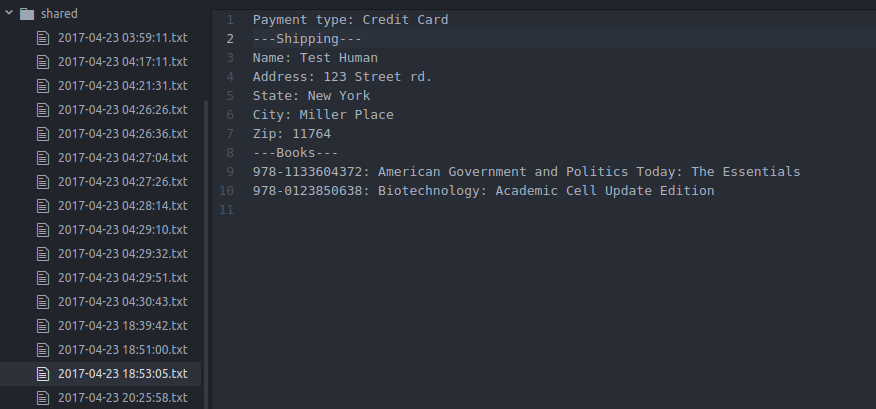 shared
2017-04-23 03:59:11.txt
2017-04-23 04:17:11.txt
2017-04-23 04:21:31.txt
2017-04-23 04:26:26.txt
2017-04-23 04:26:36.txt
2017-04-23 04:27:04.txt
2017-04-23 04:27:26.txt
2017-04-23 04:28:14.txt
2017-04-23 04:29:10.txt
2017-04-23 04:29:32.txt
2017-04-23 04:29:51.txt
2017-04-23 04:30:43.txt
2017-04-23 18:39:42.txt
2017-04-23 18:51:00.txt
2017-04-23 18:53:05.txt
2017-04-23 20:25:58.txt
1 Payment type: Credit Card
2 ---Shipping---
3 Name: Test Human
4 Address: 123 Street rd.
5 State: New York
6 City: Miller Place
7 Zip: 11764
8 ---Books---
9 978-1133604372: American Government and Politics Today: The Essentials
10 978-0123850638: Biotechnology: Academic Cell Update Edition
11